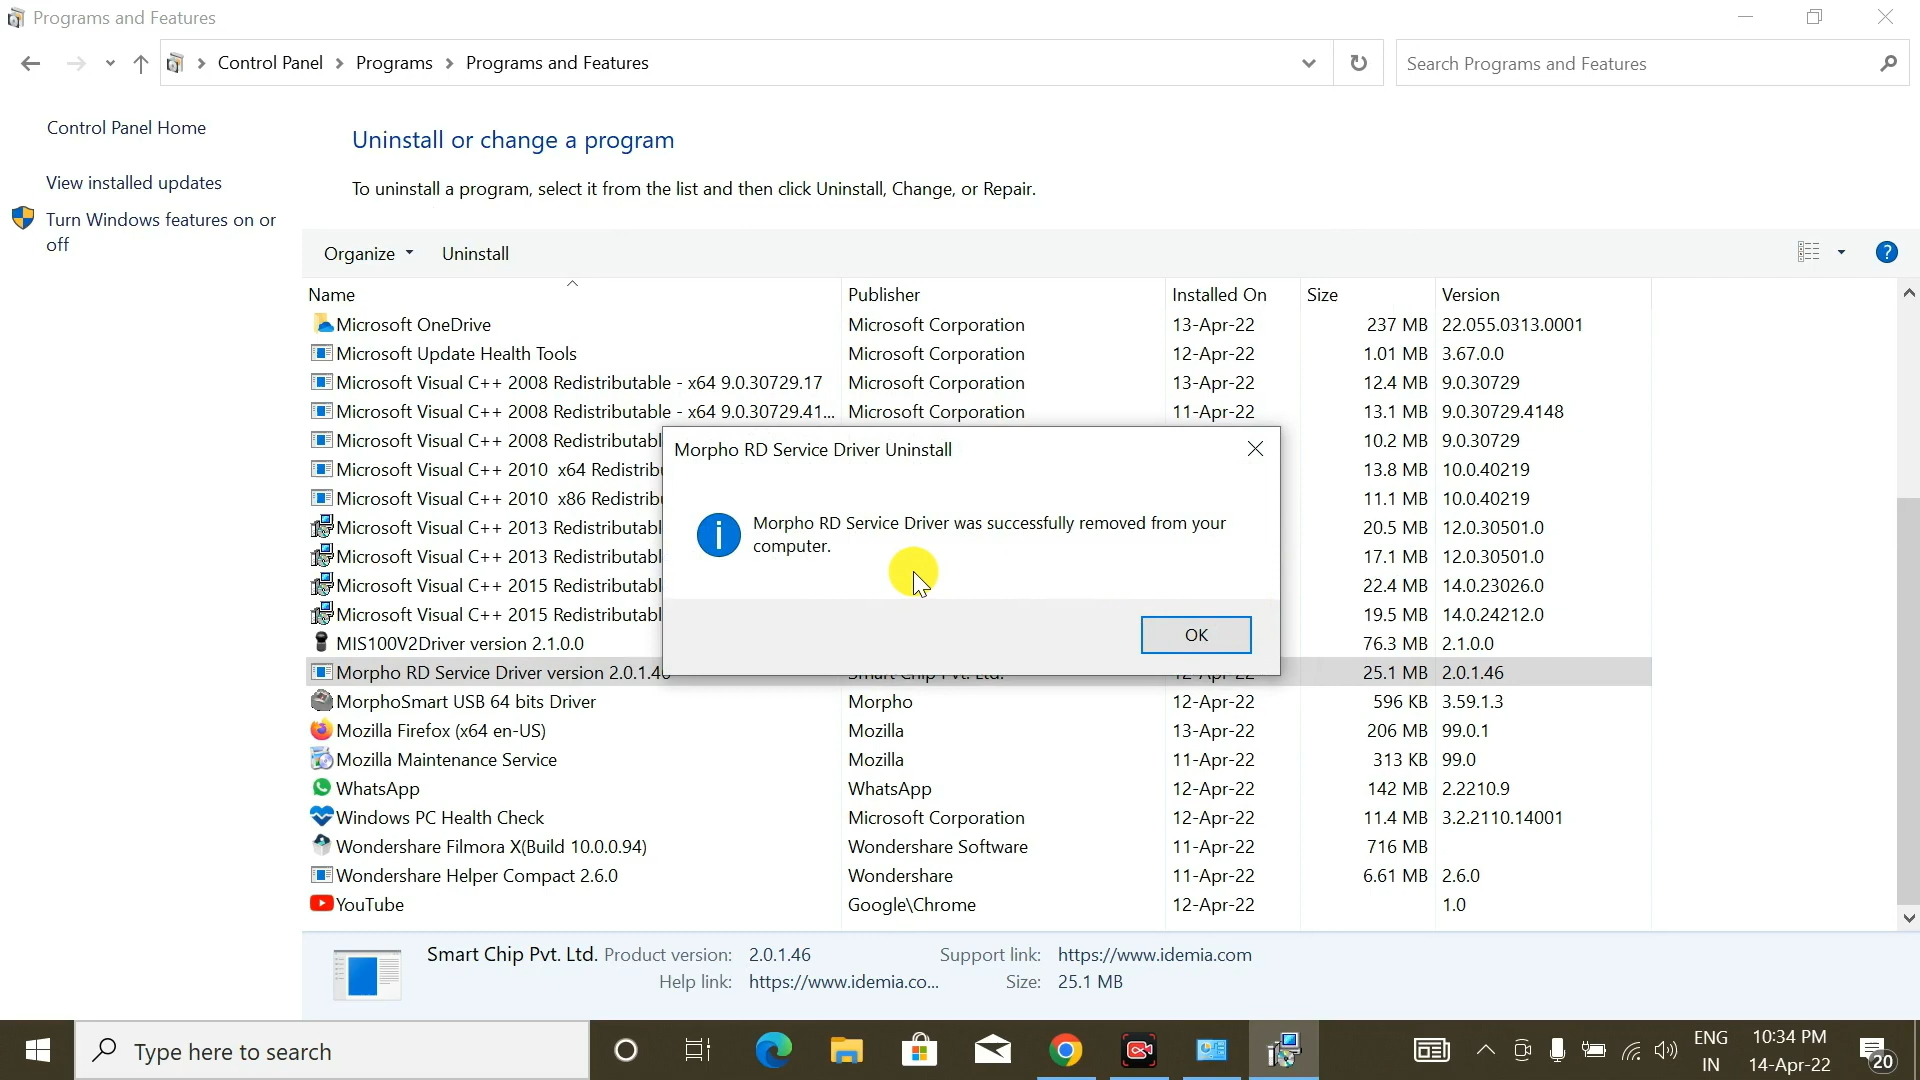 Programs and Features
Control Panel > Programs > Programs and Features
Search Programs and Features
Control Panel Home
View installed updates
Turn Windows features on or
off
Uninstall or change a program
To uninstall a program, select it from the list and then click Uninstall, Change, or Repair.
Organize Uninstall
Name Publisher Installed On Size Version
Microsoft OneDrive Microsoft Corporation 13-Apr-22 237 MB 22.055.0313.0001
Microsoft Update Health Tools Microsoft Corporation 12-Apr-22 1.01 MB 3.67.0.0
Microsoft Visual C++ 2008 Redistributable - x64 9.0.30729.17 Microsoft Corporation 13-Apr-22 12.4 MB 9.0.30729
Microsoft Visual C++ 2008 Redistributable - x64 9.0.30729.41... Microsoft Corporation 11-Apr-22 13.1 MB 9.0.30729.4148
Microsoft Visual C++ 2008 Redistributabl 10.2 MB 9.0.30729
Microsoft Visual C++ 2010 x64 Redistribu 13.8 MB 10.0.40219
Microsoft Visual C++ 2010 x86 Redistribu 11.1 MB 10.0.40219
Microsoft Visual C++ 2013 Redistributabl 20.5 MB 12.0.30501.0
Microsoft Visual C++ 2013 Redistributabl 17.1 MB 12.0.30501.0
Microsoft Visual C++ 2015 Redistributabl 22.4 MB 14.0.23026.0
Microsoft Visual C++ 2015 Redistributabl 19.5 MB 14.0.24212.0
MIS100V2Driver version 2.1.0.0 76.3 MB 2.1.0.0
Morpho RD Service Driver version 2.0.1.46 Smart Chip Pvt. Ltd. 12-Apr-22 25.1 MB 2.0.1.46
MorphoSmart USB 64 bits Driver Morpho 12-Apr-22 596 KB 3.59.1.3
Mozilla Firefox (x64 en-US) Mozilla 13-Apr-22 206 MB 99.0.1
Mozilla Maintenance Service Mozilla 11-Apr-22 313 KB 99.0
WhatsApp WhatsApp 12-Apr-22 142 MB 2.2210.9
Windows PC Health Check Microsoft Corporation 12-Apr-22 11.4 MB 3.2.2110.14001
Wondershare Filmora X(Build 10.0.0.94) Wondershare Software 11-Apr-22 716 MB
Wondershare Helper Compact 2.6.0 Wondershare 11-Apr-22 6.61 MB 2.6.0
YouTube Google\Chrome 12-Apr-22 1.0
Morpho RD Service Driver Uninstall
Morpho RD Service Driver was successfully removed from your
computer.
OK
Smart Chip Pvt. Ltd. Product version: 2.0.1.46 Support link: https://www.idemia.com
Help link: https://www.idemia.co... Size: 25.1 MB
Type here to search
ENG 10:34 PM
IN 14-Apr-22
20